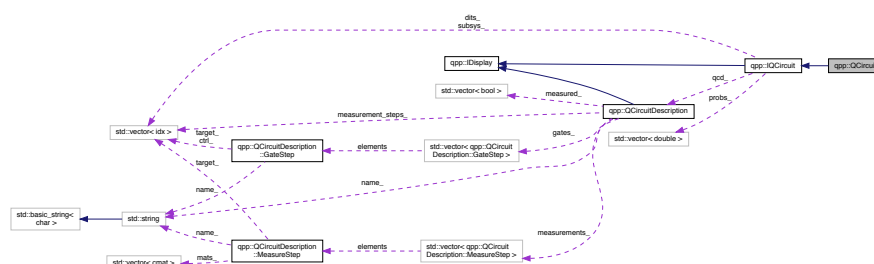 dits_
subsys_
qpp::IDisplay
qpp::IQCircuit
qcd_
measured_
probs_
std::vector< bool >
qpp::QCircuitDescription
measurement_steps_
std::vector< idx >
target_
ctrl_
gates_
std::vector< double >
qpp::QCircuitDescription
::GateStep
elements
std::vector< qpp::QCircuit
Description::GateStep >
target_
name_
name_
std::basic_string<
char >
std::string
name_
measurements_
qpp::QCircuitDescription
::MeasureStep
elements
std::vector< qpp::QCircuit
Description::MeasureStep >
mats_
std::vector< cmat >